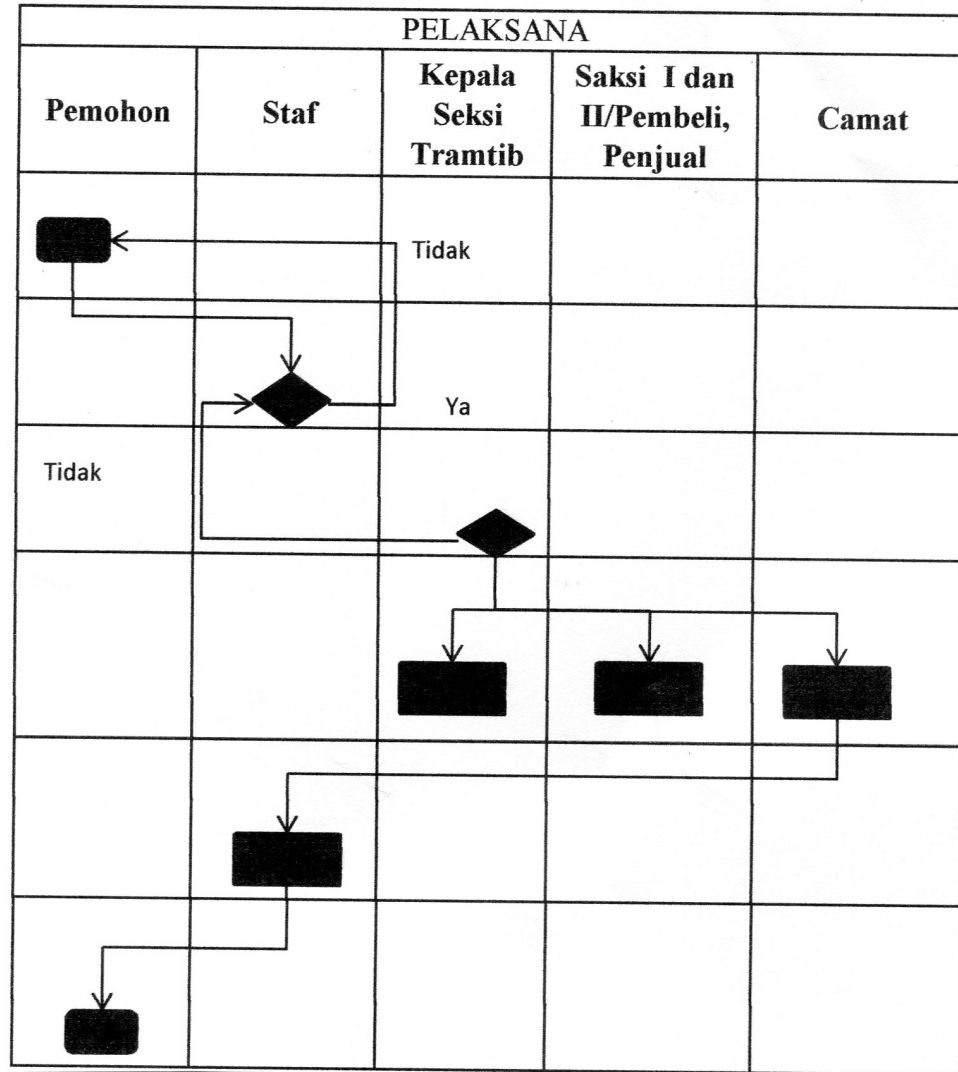 PELAKSANA
Pemohon
Staf
Kepala
Seksi
Tramtib
Saksi I dan
II/Pembeli,
Penjual
Camat
Tidak
Ya
Tidak